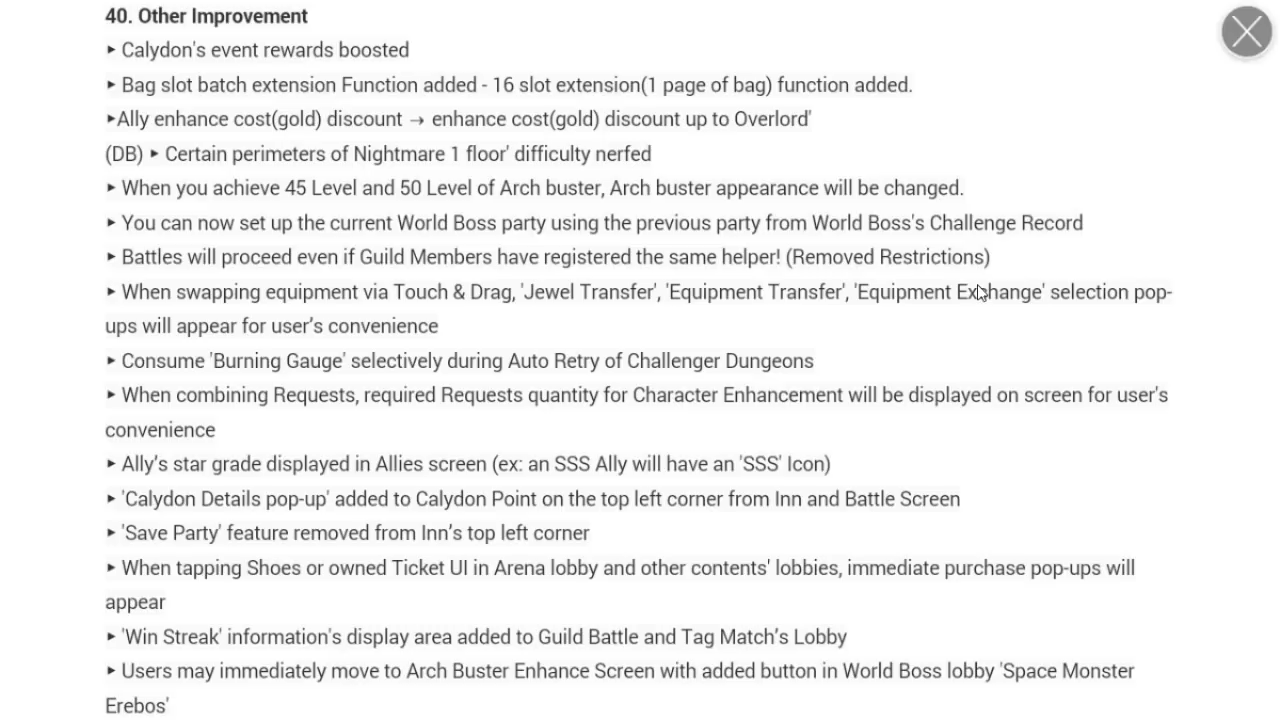 40. Other Improvement
▸ Calydon's event rewards boosted
▸ Bag slot batch extension Function added - 16 slot extension(1 page of bag) function added.
▸Ally enhance cost(gold) discount → enhance cost(gold) discount up to Overlord'
(DB) ▸ Certain perimeters of Nightmare 1 floor' difficulty nerfed
▸ When you achieve 45 Level and 50 Level of Arch buster, Arch buster appearance will be changed.
▸ You can now set up the current World Boss party using the previous party from World Boss's Challenge Record
▸ Battles will proceed even if Guild Members have registered the same helper! (Removed Restrictions)
▸ When swapping equipment via Touch & Drag, 'Jewel Transfer', 'Equipment Transfer', 'Equipment Exchange' selection pop-
ups will appear for user’s convenience
▸ Consume 'Burning Gauge' selectively during Auto Retry of Challenger Dungeons
▸ When combining Requests, required Requests quantity for Character Enhancement will be displayed on screen for user's
convenience
▸ Ally’s star grade displayed in Allies screen (ex: an SSS Ally will have an 'SSS' Icon)
▸ 'Calydon Details pop-up' added to Calydon Point on the top left corner from Inn and Battle Screen
▸ 'Save Party' feature removed from Inn’s top left corner
▸ When tapping Shoes or owned Ticket UI in Arena lobby and other contents' lobbies, immediate purchase pop-ups will
appear
▸ 'Win Streak' information's display area added to Guild Battle and Tag Match’s Lobby
▸ Users may immediately move to Arch Buster Enhance Screen with added button in World Boss lobby 'Space Monster
Erebos'